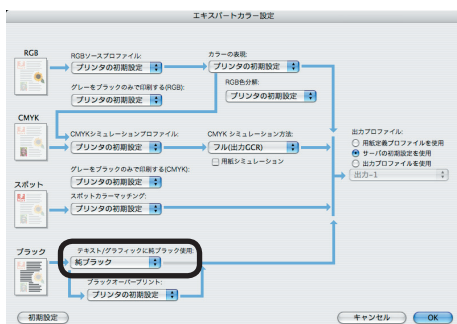 エキスパートカラー設定
RGB
RGBソースプロファイル:
プリンタの初期設定
カラーの表現:
プリンタの初期設定
グレーをブラックのみで印刷する(RGB):
プリンタの初期設定
RGB色分解:
プリンタの初期設定
CMYK
CMYKシミュレーションプロファイル:
プリンタの初期設定
CMYK シミュレーション方法:
フル(出力GCR)
用紙シミュレーション
グレーをブラックのみで印刷する(CMYK):
プリンタの初期設定
出力プロファイル:
用紙定義プロファイルを使用
サーバの初期設定を使用
出力プロファイルを使用
出力-1
スポット
スポットカラーマッチング:
プリンタの初期設定
ブラック
テキスト/グラフィックに純ブラック使用:
純ブラック
ブラックオーバープリント:
プリンタの初期設定
初期設定
キャンセル
OK